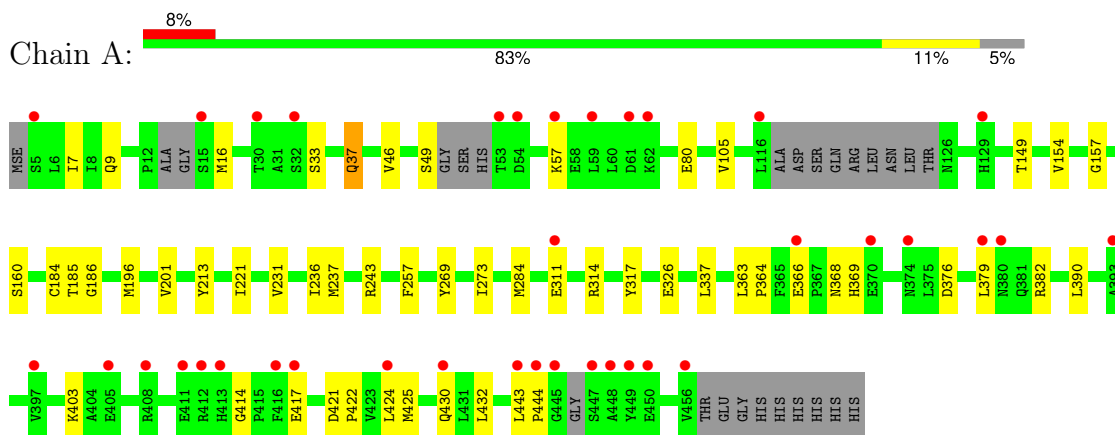 8%
Chain A:
83% 11% 5%
MSE S5 L6 I7 I8 Q9 P12 ALA GLY S15 M16 T30 A31 S32 S33 Q37 V46 S49 GLY SER HIS T53 D54 K57 E58 L59 L60 D61 K62 E80 V105 L116 ALA ASP SER GLN ARG LEU ASN LEU THR N126 H129 T149 V154 G157
S160 C184 T185 G186 M196 V201 Y213 I221 V231 I236 M237 R243 F257 Y269 I273 M284 E311 R314 Y317 E326 L337 L363 P364 F365 E366 P367 N368 H369 E370 N374 L375 D376 L379 N380 Q381 R382 L390 A393
V397 K403 A404 E405 R408 E411 R412 H413 G414 P415 F416 E417 D421 P422 V423 L424 M425 Q430 L431 L432 L443 P444 G445 GLY S447 A448 Y449 E450 V456 THR GLU GLY HIS HIS HIS HIS HIS HIS